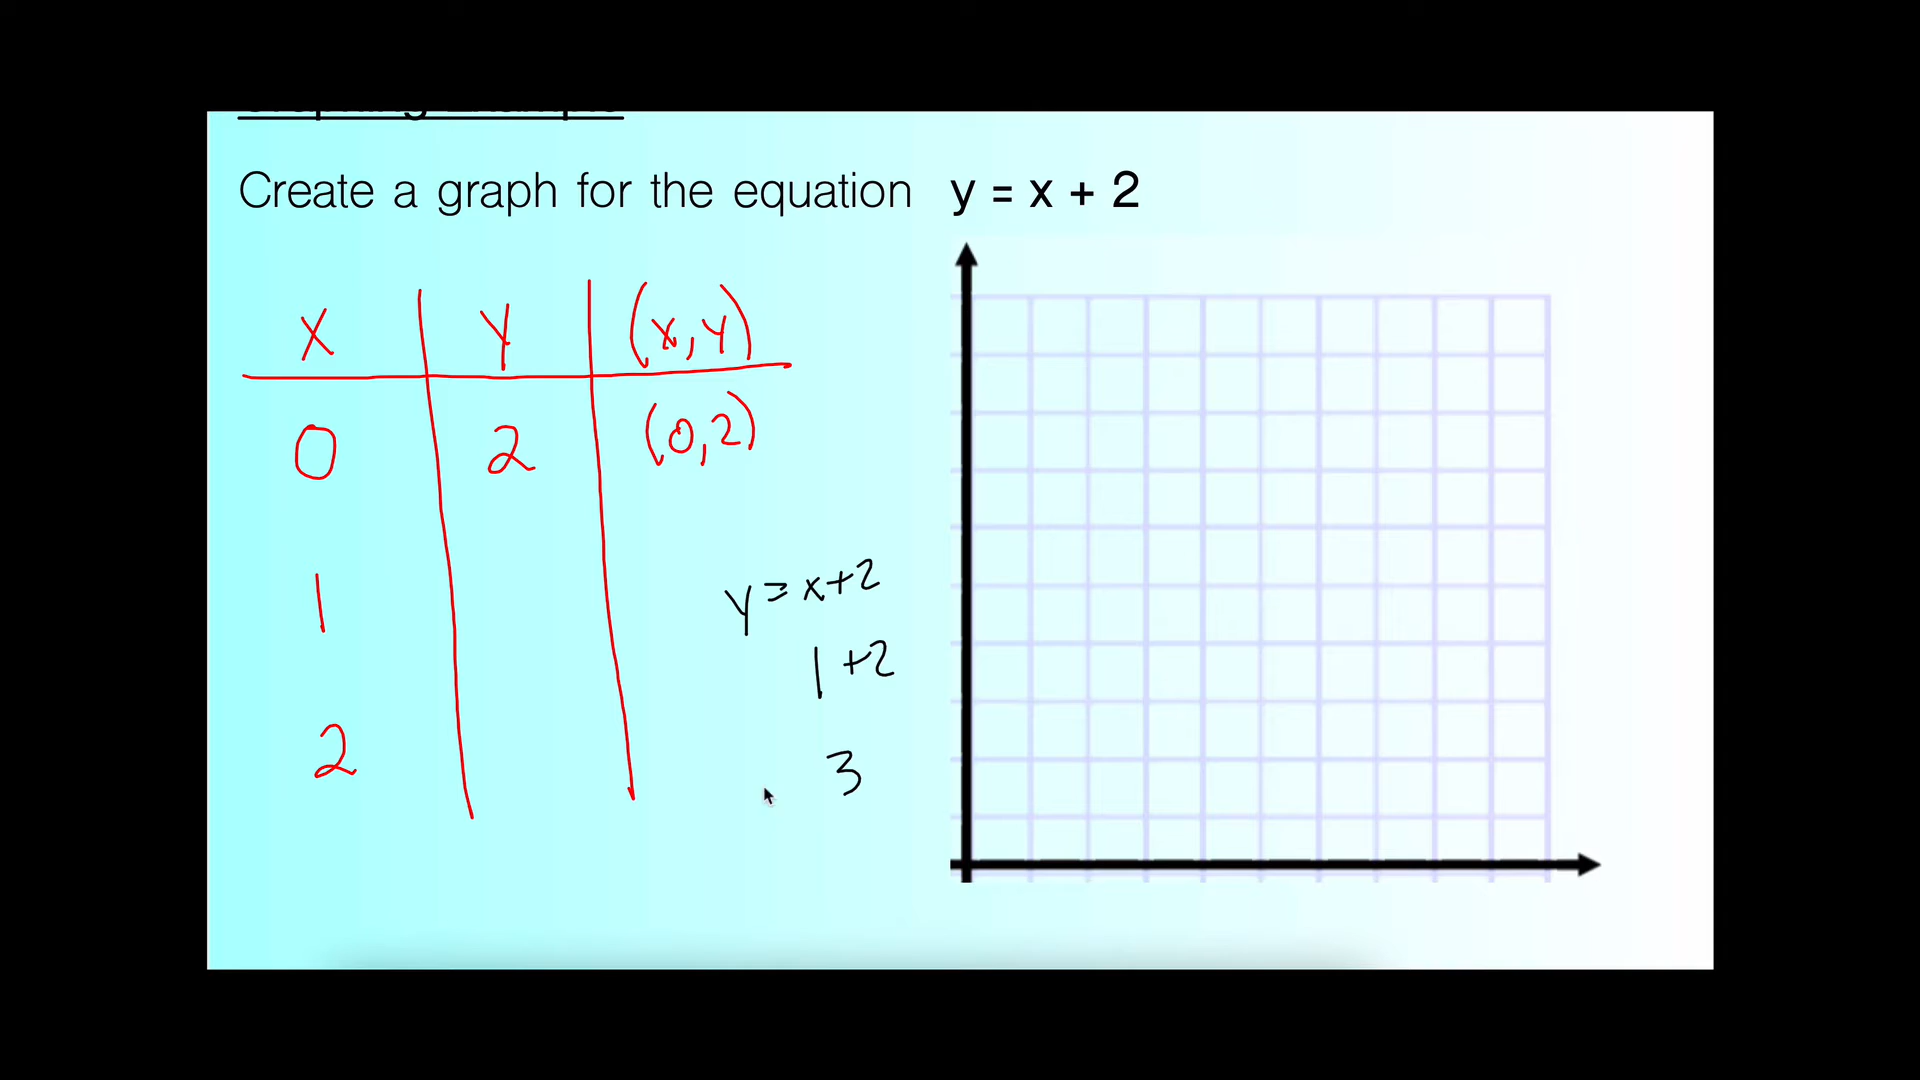 Create a graph for the equation y = x + 2
X Y (x, y)
0 2 (0,2)
1
y = x+2
1 +2
2
3